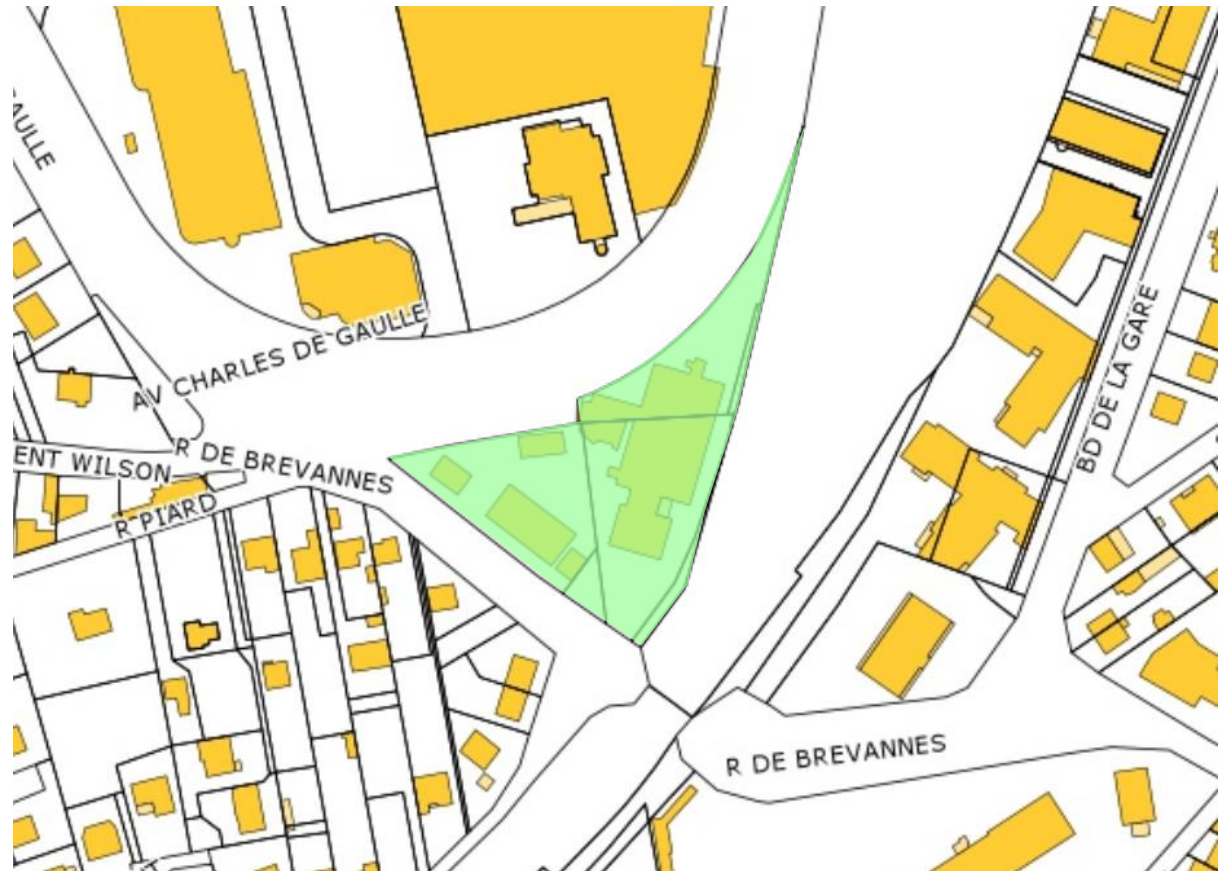 GAULLE
AV CHARLES DE GAULLE
R DE BREVANNES
ENT WILSON
R PIARD
BD DE LA GARE
R DE BREVANNES